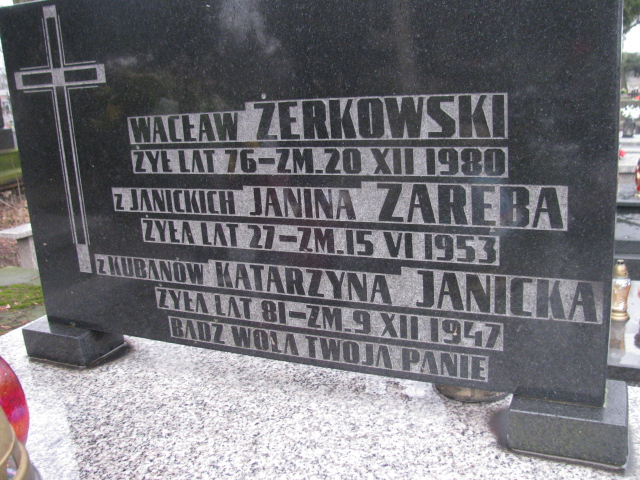 WACŁAW ZERKOWSKI
ŻYŁ LAT 76-ZM.20 XII 1980
z JANICKICH JANINA ZARĘBA
ŻYŁA LAT 27-ZM.15 VI 1953
z KUBANÓW KATARZYNA JANICKA
ŻYŁA LAT 81-ZM.9 XII 1947
BĄDŹ WOLA TWOJA PANIE